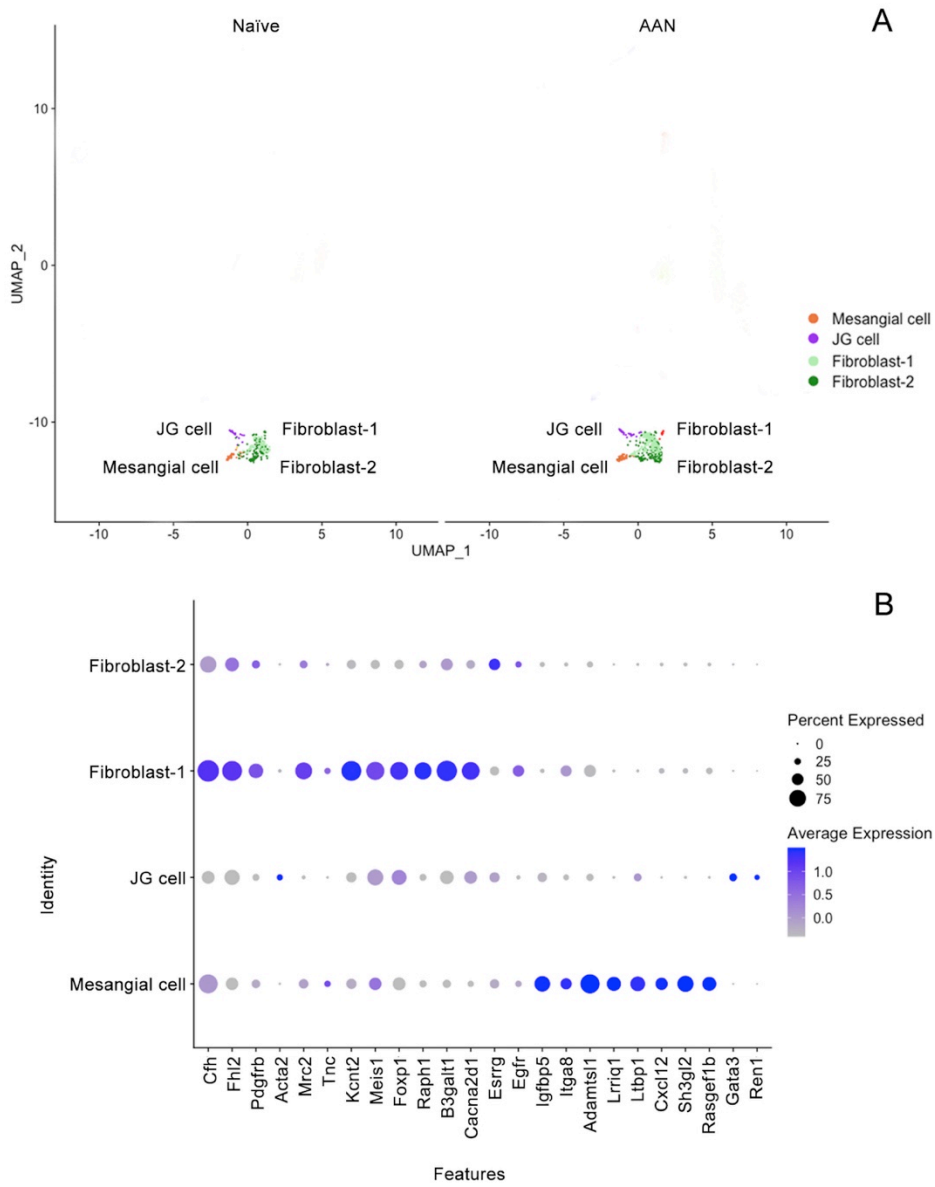 A
Naïve
AAN
10
0
-10
UMAP_2
JG cell
Fibroblast-1
Mesangial cell
Fibroblast-2
JG cell
Fibroblast-1
Mesangial cell
Fibroblast-2
Mesangial cell
JG cell
Fibroblast-1
Fibroblast-2
-10
-5
0
5
10
-10
-5
0
5
10
UMAP_1
B
Fibroblast-2
Fibroblast-1
JG cell
Mesangial cell
Identity
Percent Expressed
0
25
50
75
Average Expression
1.0
0.5
0.0
Cfh
Fhl2
Pdgfrb
Acta2
Mrc2
Tnc
Kcnt2
Meis1
Foxp1
Raph1
B3galt1
Cacna2d1
Esrrg
Egfr
Igfbp5
Itga8
Adamtsl1
Lrriq1
Ltbp1
Cxcl12
Sh3gl2
Rasgef1b
Gata3
Ren1
Features